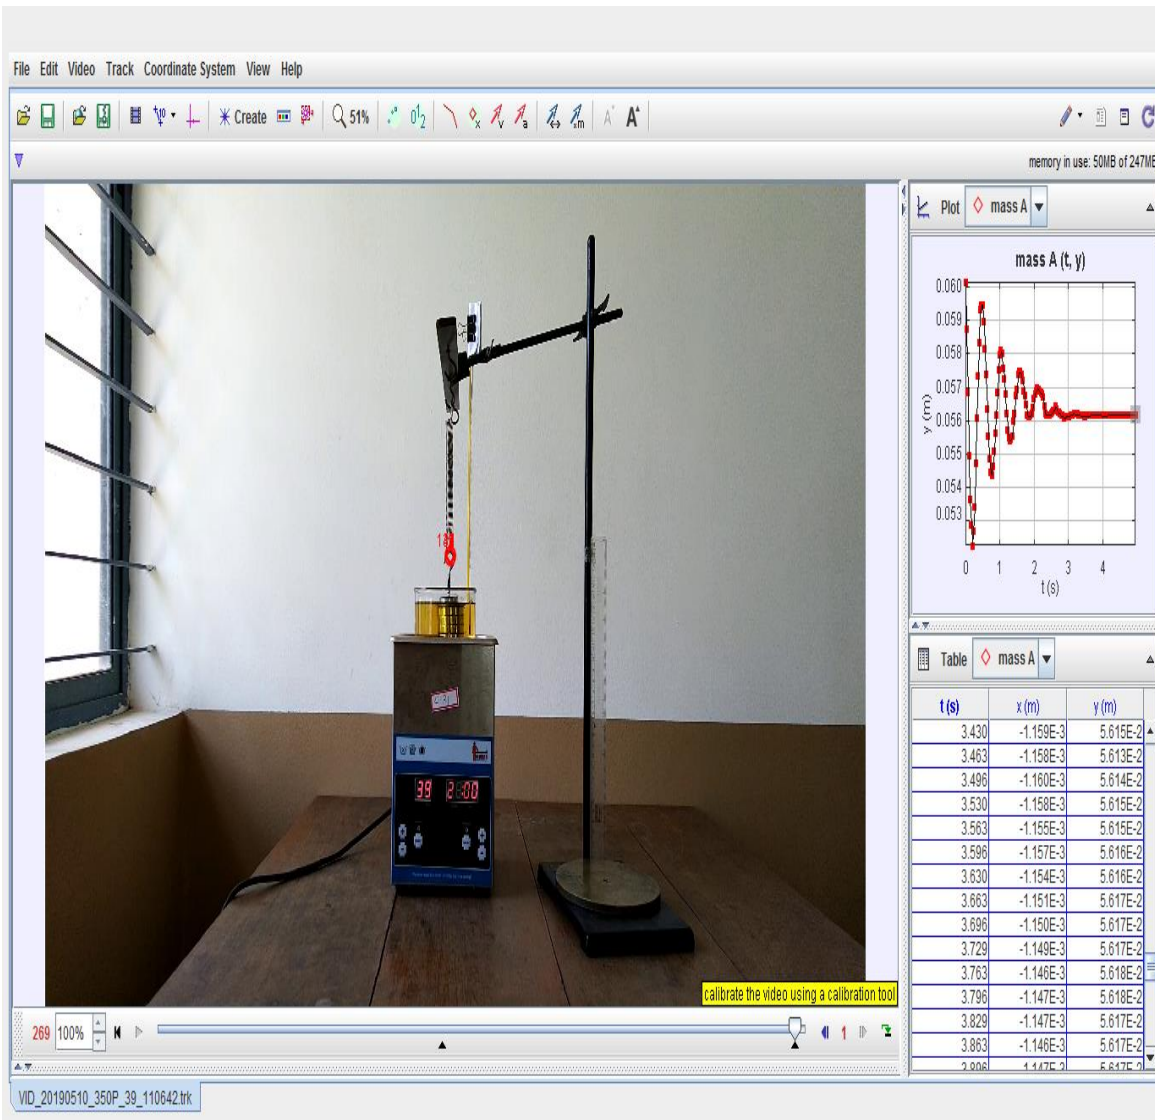 File Edit Video Track Coordinate System View Help
Create 51%
memory in use: 50MB of 247MB
Plot mass A
mass A (t, y)
y (m)
0.060
0.059
0.058
0.057
0.056
0.055
0.054
0.053
0 1 2 3 4
t (s)
39 2:00
Table mass A
t (s) x (m) y (m)
3.430 -1.159E-3 5.615E-2
3.463 -1.158E-3 5.613E-2
3.496 -1.160E-3 5.614E-2
3.530 -1.158E-3 5.615E-2
3.563 -1.155E-3 5.615E-2
3.596 -1.157E-3 5.616E-2
3.630 -1.154E-3 5.616E-2
3.663 -1.151E-3 5.617E-2
3.696 -1.150E-3 5.617E-2
3.729 -1.149E-3 5.617E-2
3.763 -1.146E-3 5.618E-2
3.796 -1.147E-3 5.618E-2
3.829 -1.147E-3 5.617E-2
3.863 -1.146E-3 5.617E-2
calibrate the video using a calibration tool
269 100% 1
VID_20190510_350P_39_110642.trk